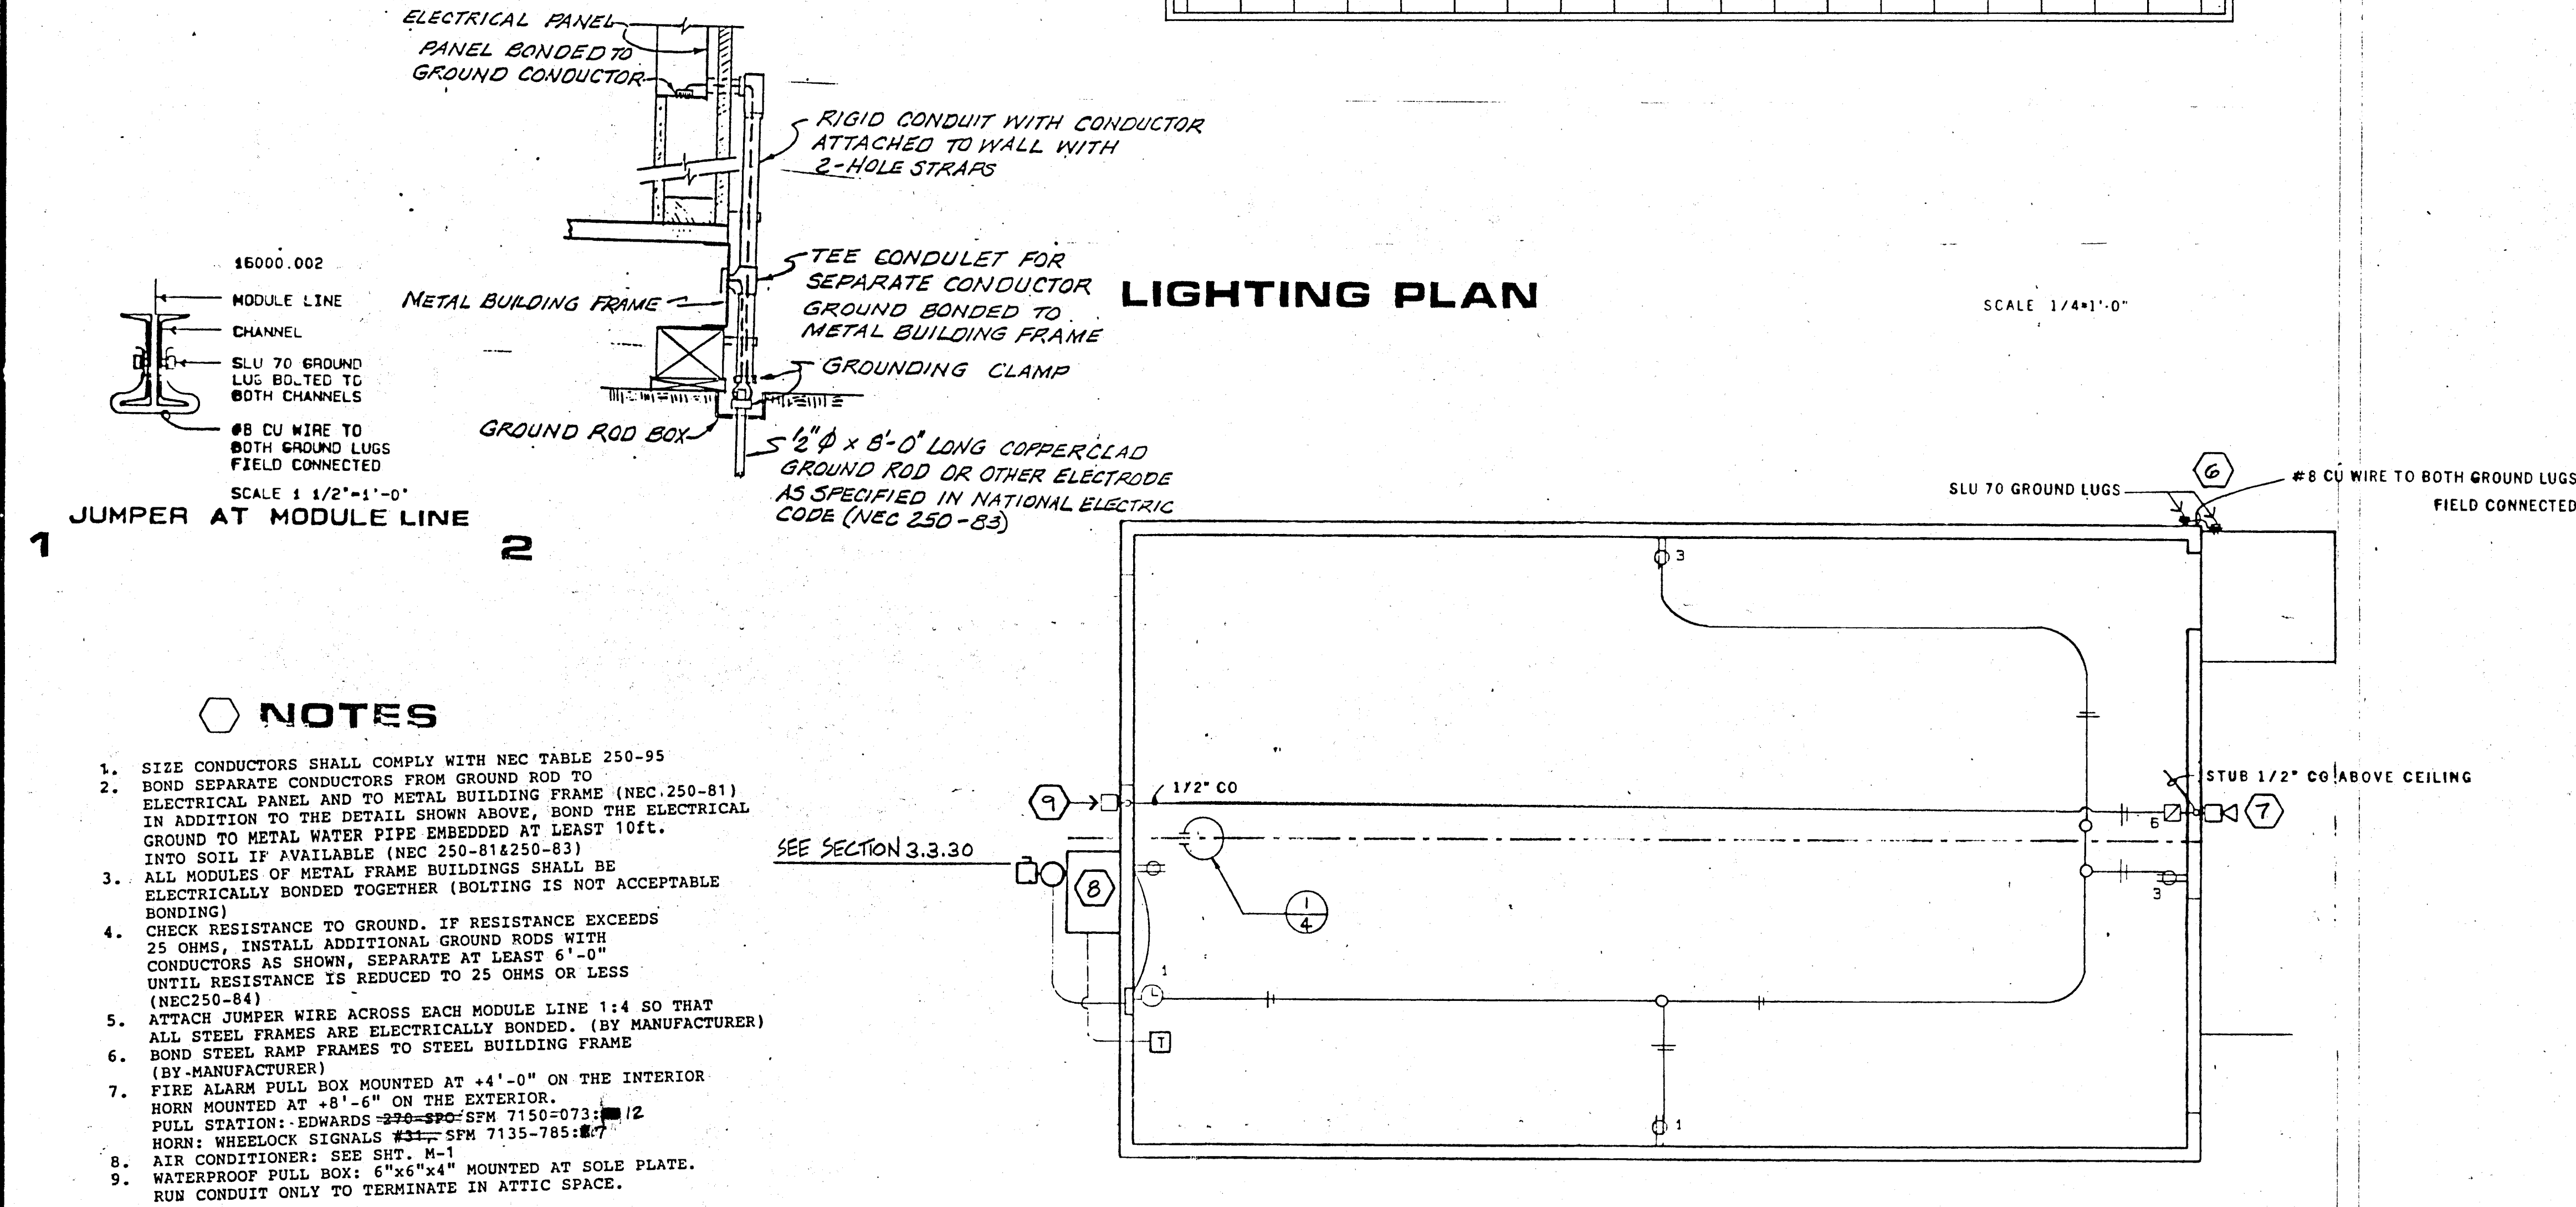 ELECTRICAL PANEL
PANEL BONDED TO
GROUND CONDUCTOR
RIGID CONDUIT WITH CONDUCTOR
ATTACHED TO WALL WITH
2-HOLE STRAPS
TEE CONDULET FOR
SEPARATE CONDUCTOR
GROUND BONDED TO
METAL BUILDING FRAME
METAL BUILDING FRAME
GROUNDING CLAMP
GROUND ROD BOX
1/2"φ x 8'-0" LONG COPPERCLAD
GROUND ROD OR OTHER ELECTRODE
AS SPECIFIED IN NATIONAL ELECTRIC
CODE (NEC 250-83)
2
16000.002
MODULE LINE
CHANNEL
SLU 70 GROUND
LUG BOLTED TO
BOTH CHANNELS
#8 CU WIRE TO
BOTH GROUND LUGS
FIELD CONNECTED
SCALE 1 1/2"=1'-0"
JUMPER AT MODULE LINE
1
LIGHTING PLAN
SCALE 1/4=1'-0"
NOTES
1. SIZE CONDUCTORS SHALL COMPLY WITH NEC TABLE 250-95
2. BOND SEPARATE CONDUCTORS FROM GROUND ROD TO
ELECTRICAL PANEL AND TO METAL BUILDING FRAME (NEC.250-81)
IN ADDITION TO THE DETAIL SHOWN ABOVE, BOND THE ELECTRICAL
GROUND TO METAL WATER PIPE EMBEDDED AT LEAST 10ft.
INTO SOIL IF AVAILABLE (NEC 250-81&250-83)
3. ALL MODULES OF METAL FRAME BUILDINGS SHALL BE
ELECTRICALLY BONDED TOGETHER (BOLTING IS NOT ACCEPTABLE
BONDING)
4. CHECK RESISTANCE TO GROUND. IF RESISTANCE EXCEEDS
25 OHMS, INSTALL ADDITIONAL GROUND RODS WITH
CONDUCTORS AS SHOWN, SEPARATE AT LEAST 6'-0"
UNTIL RESISTANCE IS REDUCED TO 25 OHMS OR LESS
(NEC250-84)
5. ATTACH JUMPER WIRE ACROSS EACH MODULE LINE 1:4 SO THAT
ALL STEEL FRAMES ARE ELECTRICALLY BONDED. (BY MANUFACTURER)
6. BOND STEEL RAMP FRAMES TO STEEL BUILDING FRAME
(BY-MANUFACTURER)
7. FIRE ALARM PULL BOX MOUNTED AT +4'-0" ON THE INTERIOR
HORN MOUNTED AT +8'-6" ON THE EXTERIOR.
PULL STATION: EDWARDS 270-SPO SFM 7150-073: 12
HORN: WHEELOCK SIGNALS #31, SFM 7135-785: 7
8. AIR CONDITIONER: SEE SHT. M-1
9. WATERPROOF PULL BOX: 6"x6"x4" MOUNTED AT SOLE PLATE.
RUN CONDUIT ONLY TO TERMINATE IN ATTIC SPACE.
6
SLU 70 GROUND LUGS
#8 CU WIRE TO BOTH GROUND LUGS
FIELD CONNECTED
3
9
1/2" CO
STUB 1/2" CO ABOVE CEILING
6
7
SEE SECTION 3.3.30
8
3
1
4
1
T
1